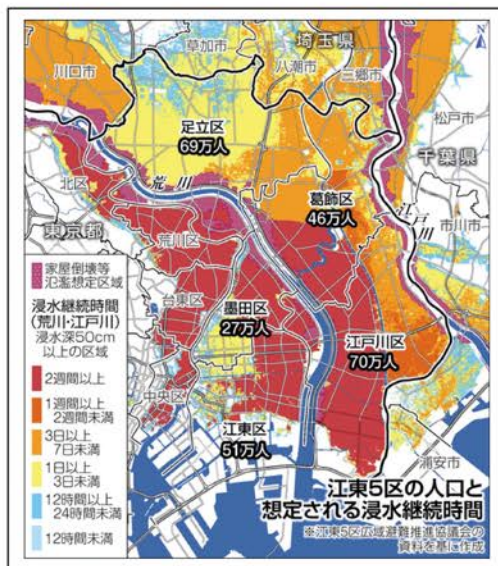 埼玉県
草加市
八潮市
三郷市
川口市
N
足立区
69万人
松戸市
千葉県
荒川
北区
葛飾区
46万人
江戸川
東京都
荒川区
市川市
家屋倒壊等
氾濫想定区域
浸水継続時間
(荒川・江戸川)
浸水深50cm
以上の区域
2週間以上
1週間以上
2週間未満
3日以上
7日未満
1日以上
3日未満
12時間以上
24時間未満
12時間未満
台東区
墨田区
27万人
江戸川区
70万人
中央区
江東区
51万人
浦安市
江東5区の人口と
想定される浸水継続時間
※江東5区広域避難推進協議会の
資料を基に作成